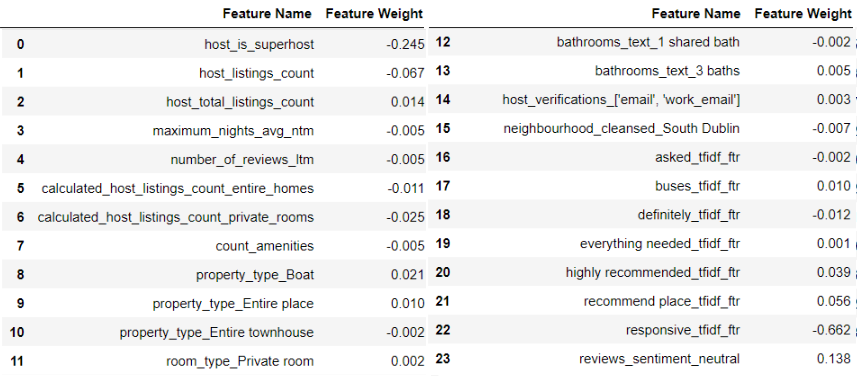 Feature Name Feature Weight
0 host_is_superhost -0.245
1 host_listings_count -0.067
2 host_total_listings_count 0.014
3 maximum_nights_avg_ntm -0.005
4 number_of_reviews_ltm -0.005
5 calculated_host_listings_count_entire_homes -0.011
6 calculated_host_listings_count_private_rooms -0.025
7 count_amenities -0.005
8 property_type_Boat 0.021
9 property_type_Entire place 0.010
10 property_type_Entire townhouse -0.002
11 room_type_Private room 0.002
Feature Name Feature Weight
12 bathrooms_text_1 shared bath -0.002
13 bathrooms_text_3 baths 0.005
14 host_verifications_['email', 'work_email'] 0.003
15 neighbourhood_cleansed_South Dublin -0.007
16 asked_tfidf_ftr -0.002
17 buses_tfidf_ftr 0.010
18 definitely_tfidf_ftr -0.012
19 everything needed_tfidf_ftr 0.001
20 highly recommended_tfidf_ftr 0.039
21 recommend place_tfidf_ftr 0.056
22 responsive_tfidf_ftr -0.662
23 reviews_sentiment_neutral 0.138